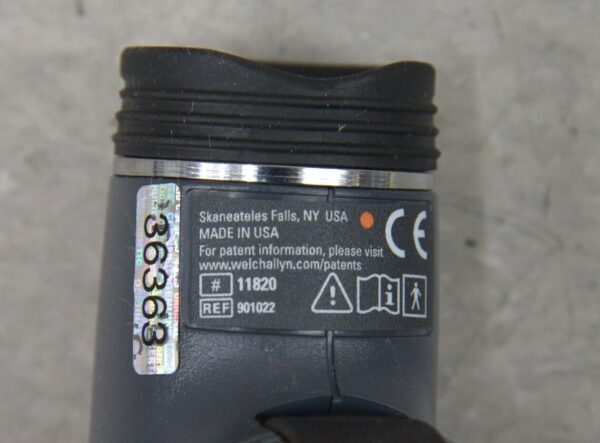 Skaneateles Falls, NY USA
MADE IN USA
For patent information, please visit
www.welchallyn.com/patents
# 11820
REF 901022
CE
36363